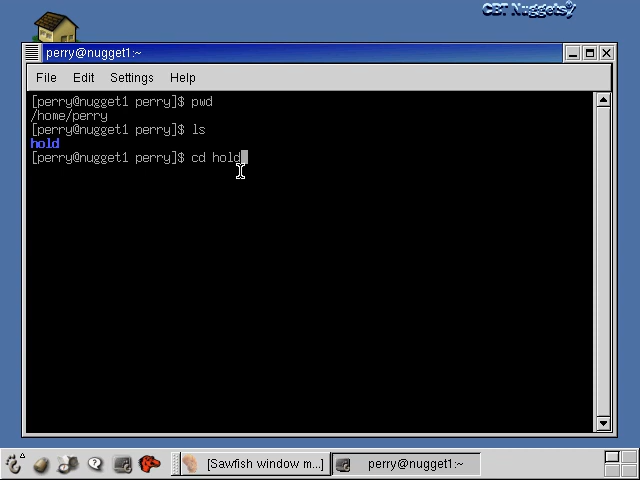 CBT Nuggets
perry@nugget1:~
File Edit Settings Help
[perry@nugget1 perry]$ pwd
/home/perry
[perry@nugget1 perry]$ ls
hold
[perry@nugget1 perry]$ cd hold
[Sawfish window m...]
perry@nugget1:~